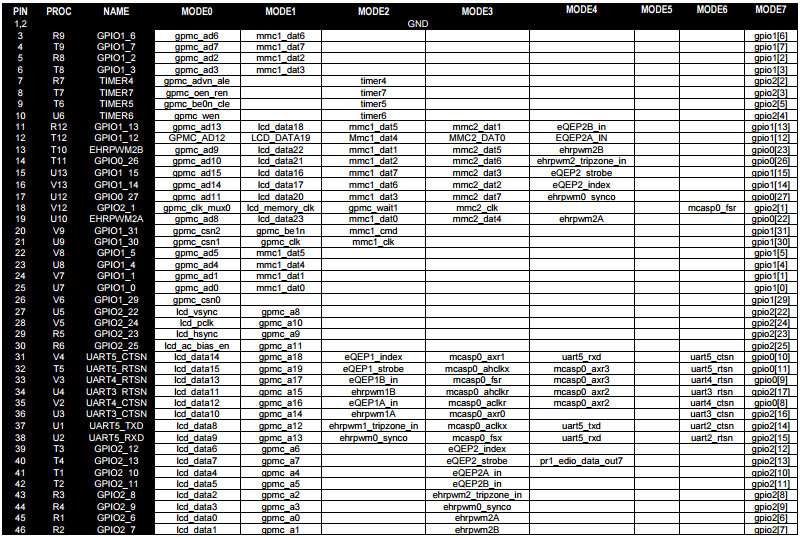 PIN PROC NAME MODE0 MODE1 MODE2 MODE3 MODE4 MODE5 MODE6 MODE7
1,2 GND
3 R9 GPIO1_6 gpmc_ad6 mmc1_dat6 gpio1[6]
4 T9 GPIO1_7 gpmc_ad7 mmc1_dat7 gpio1[7]
5 R8 GPIO1_2 gpmc_ad2 mmc1_dat2 gpio1[2]
6 T8 GPIO1_3 gpmc_ad3 mmc1_dat3 gpio1[3]
7 R7 TIMER4 gpmc_advn_ale timer4 gpio2[2]
8 T7 TIMER7 gpmc_oen_ren timer7 gpio2[3]
9 T6 TIMER5 gpmc_be0n_cle timer5 gpio2[5]
10 U6 TIMER6 gpmc_wen timer6 gpio2[4]
11 R12 GPIO1_13 gpmc_ad13 lcd_data18 mmc1_dat5 mmc2_dat1 eQEP2B_in gpio1[13]
12 T12 GPIO1_12 GPMC_AD12 LCD_DATA19 Mmc1_dat4 MMC2_DAT0 EQEP2A_IN gpio1[12]
13 T10 EHRPWM2B gpmc_ad9 lcd_data22 mmc1_dat1 mmc2_dat5 ehrpwm2B gpio0[23]
14 T11 GPIO0_26 gpmc_ad10 lcd_data21 mmc1_dat2 mmc2_dat6 ehrpwm2_tripzone_in gpio0[26]
15 U13 GPIO1_15 gpmc_ad15 lcd_data16 mmc1_dat7 mmc2_dat3 eQEP2_strobe gpio1[15]
16 V13 GPIO1_14 gpmc_ad14 lcd_data17 mmc1_dat6 mmc2_dat2 eQEP2_index gpio1[14]
17 U12 GPIO0_27 gpmc_ad11 lcd_data20 mmc1_dat3 mmc2_dat7 ehrpwm0_synco gpio0[27]
18 V12 GPIO2_1 gpmc_clk_mux0 lcd_memory_clk gpmc_wait1 mmc2_clk mcasp0_fsr gpio2[1]
19 U10 EHRPWM2A gpmc_ad8 lcd_data23 mmc1_dat0 mmc2_dat4 ehrpwm2A gpio0[22]
20 V9 GPIO1_31 gpmc_csn2 gpmc_be1n mmc1_cmd gpio1[31]
21 U9 GPIO1_30 gpmc_csn1 gpmc_clk mmc1_clk gpio1[30]
22 V8 GPIO1_5 gpmc_ad5 mmc1_dat5 gpio1[5]
23 U8 GPIO1_4 gpmc_ad4 mmc1_dat4 gpio1[4]
24 V7 GPIO1_1 gpmc_ad1 mmc1_dat1 gpio1[1]
25 U7 GPIO1_0 gpmc_ad0 mmc1_dat0 gpio1[0]
26 V6 GPIO1_29 gpmc_csn0 gpio1[29]
27 U5 GPIO2_22 lcd_vsync gpmc_a8 gpio2[22]
28 V5 GPIO2_24 lcd_pclk gpmc_a10 gpio2[24]
29 R5 GPIO2_23 lcd_hsync gpmc_a9 gpio2[23]
30 R6 GPIO2_25 lcd_ac_bias_en gpmc_a11 gpio2[25]
31 V4 UART5_CTSN lcd_data14 gpmc_a18 eQEP1_index mcasp0_axr1 uart5_rxd uart5_ctsn gpio0[10]
32 T5 UART5_RTSN lcd_data15 gpmc_a19 eQEP1_strobe mcasp0_ahclkx mcasp0_axr3 uart5_rtsn gpio0[11]
33 V3 UART4_RTSN lcd_data13 gpmc_a17 eQEP1B_in mcasp0_fsr mcasp0_axr3 uart4_rtsn gpio0[9]
34 U4 UART3_RTSN lcd_data11 gpmc_a15 ehrpwm1B mcasp0_ahclkr mcasp0_axr2 uart3_rtsn gpio2[17]
35 V2 UART4_CTSN lcd_data12 gpmc_a16 eQEP1A_in mcasp0_aclkr mcasp0_axr2 uart4_ctsn gpio0[8]
36 U3 UART3_CTSN lcd_data10 gpmc_a14 ehrpwm1A mcasp0_axr0 uart3_ctsn gpio2[16]
37 U1 UART5_TXD lcd_data8 gpmc_a12 ehrpwm1_tripzone_in mcasp0_aclkx uart5_txd uart2_ctsn gpio2[14]
38 U2 UART5_RXD lcd_data9 gpmc_a13 ehrpwm0_synco mcasp0_fsx uart5_rxd uart2_rtsn gpio2[15]
39 T3 GPIO2_12 lcd_data6 gpmc_a6 eQEP2_index gpio2[12]
40 T4 GPIO2_13 lcd_data7 gpmc_a7 eQEP2_strobe pr1_edio_data_out7 gpio2[13]
41 T1 GPIO2_10 lcd_data4 gpmc_a4 eQEP2A_in gpio2[10]
42 T2 GPIO2_11 lcd_data5 gpmc_a5 eQEP2B_in gpio2[11]
43 R3 GPIO2_8 lcd_data2 gpmc_a2 ehrpwm2_tripzone_in gpio2[8]
44 R4 GPIO2_9 lcd_data3 gpmc_a3 ehrpwm0_synco gpio2[9]
45 R1 GPIO2_6 lcd_data0 gpmc_a0 ehrpwm2A gpio2[6]
46 R2 GPIO2_7 lcd_data1 gpmc_a1 ehrpwm2B gpio2[7]